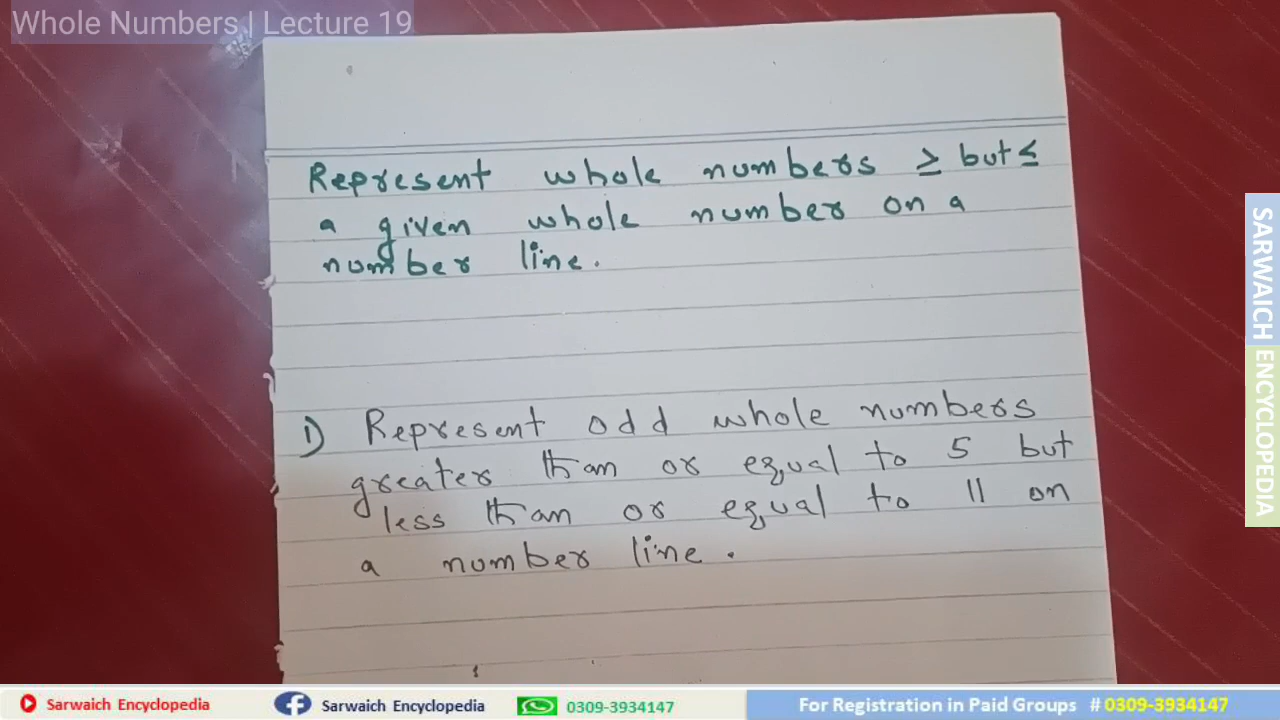 Whole Numbers | Lecture 19
Represent whole numbers ≥ but ≤
a given whole number on a
number line.
1) Represent odd whole numbers
greater than or equal to 5 but
less than or equal to 11 on
a number line.
SARWAICH ENCYCLOPEDIA
Sarwaich Encyclopedia
Sarwaich Encyclopedia
0309-3934147
For Registration in Paid Groups # 0309-3934147